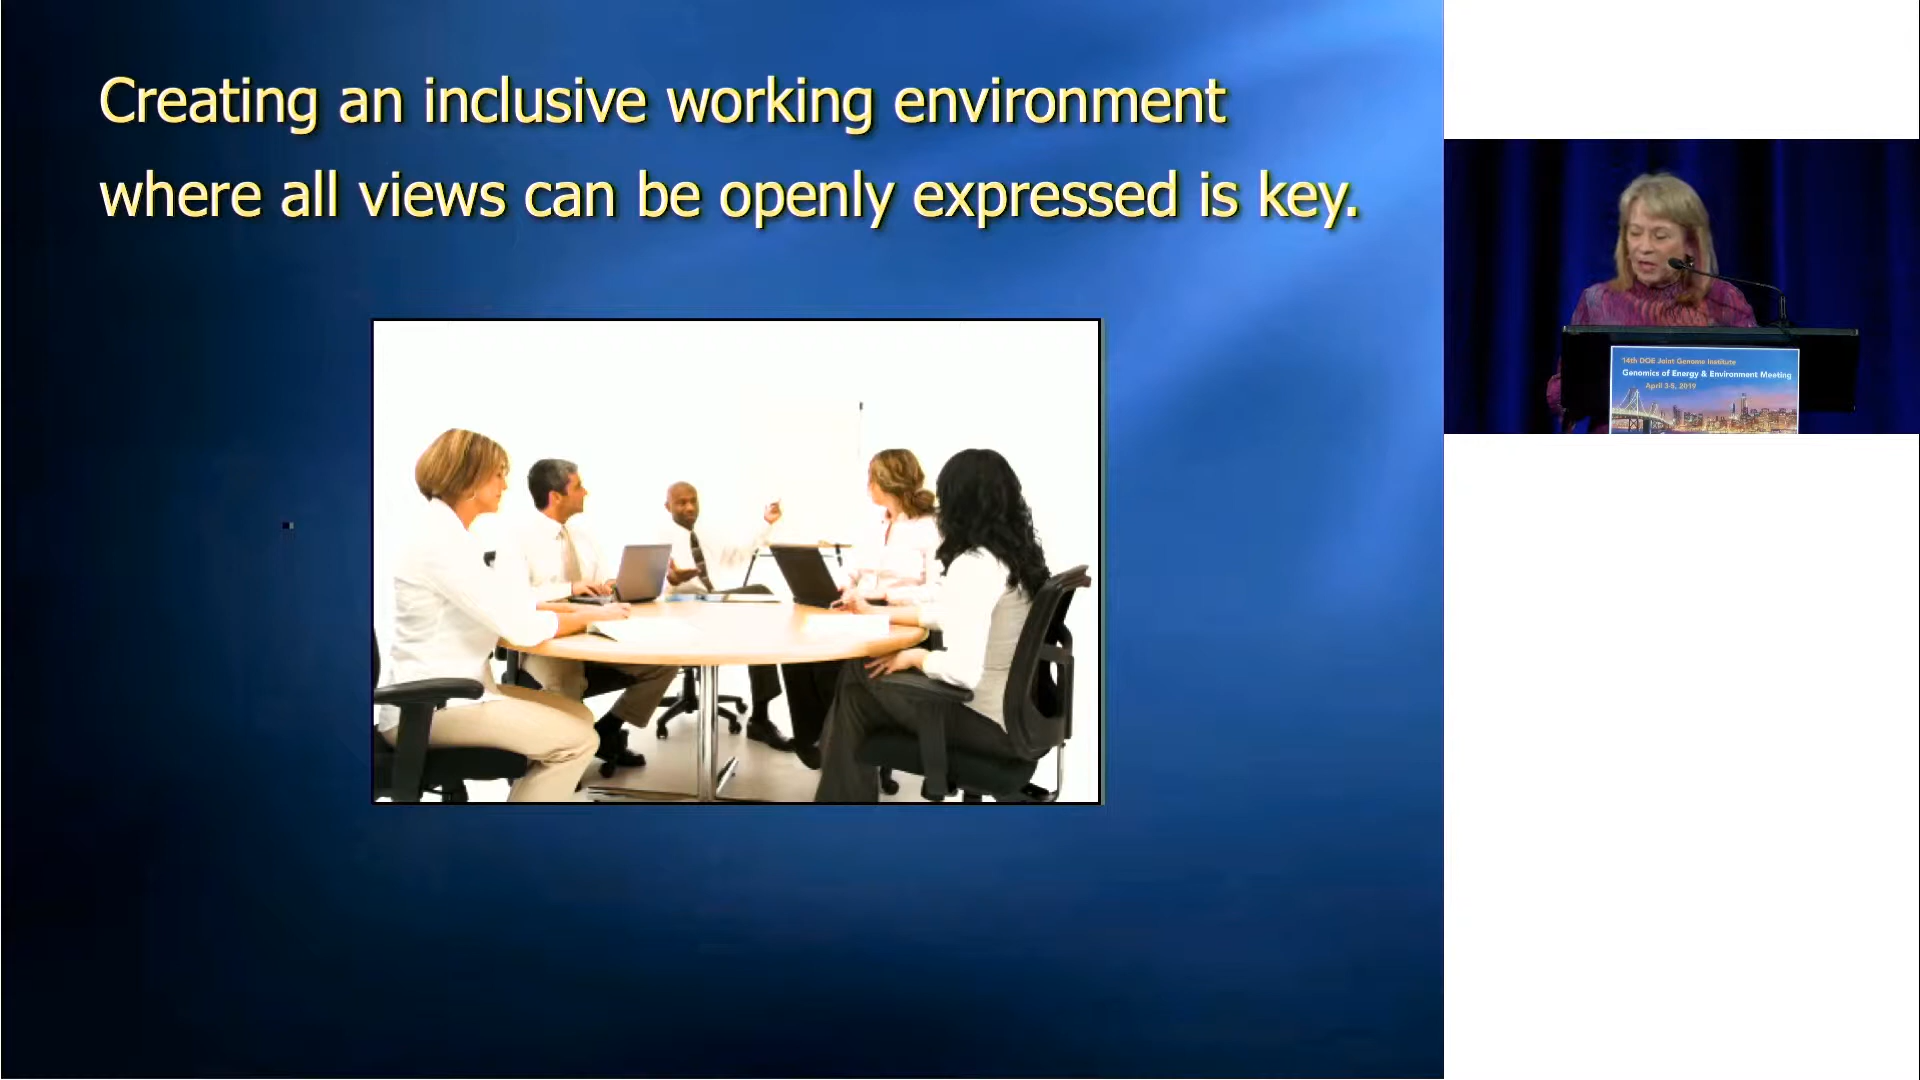 Creating an inclusive working environment
where all views can be openly expressed is key.
14th DOE Joint Genome Institute
Genomics of Energy & Environment Meeting
April 3-5, 2019